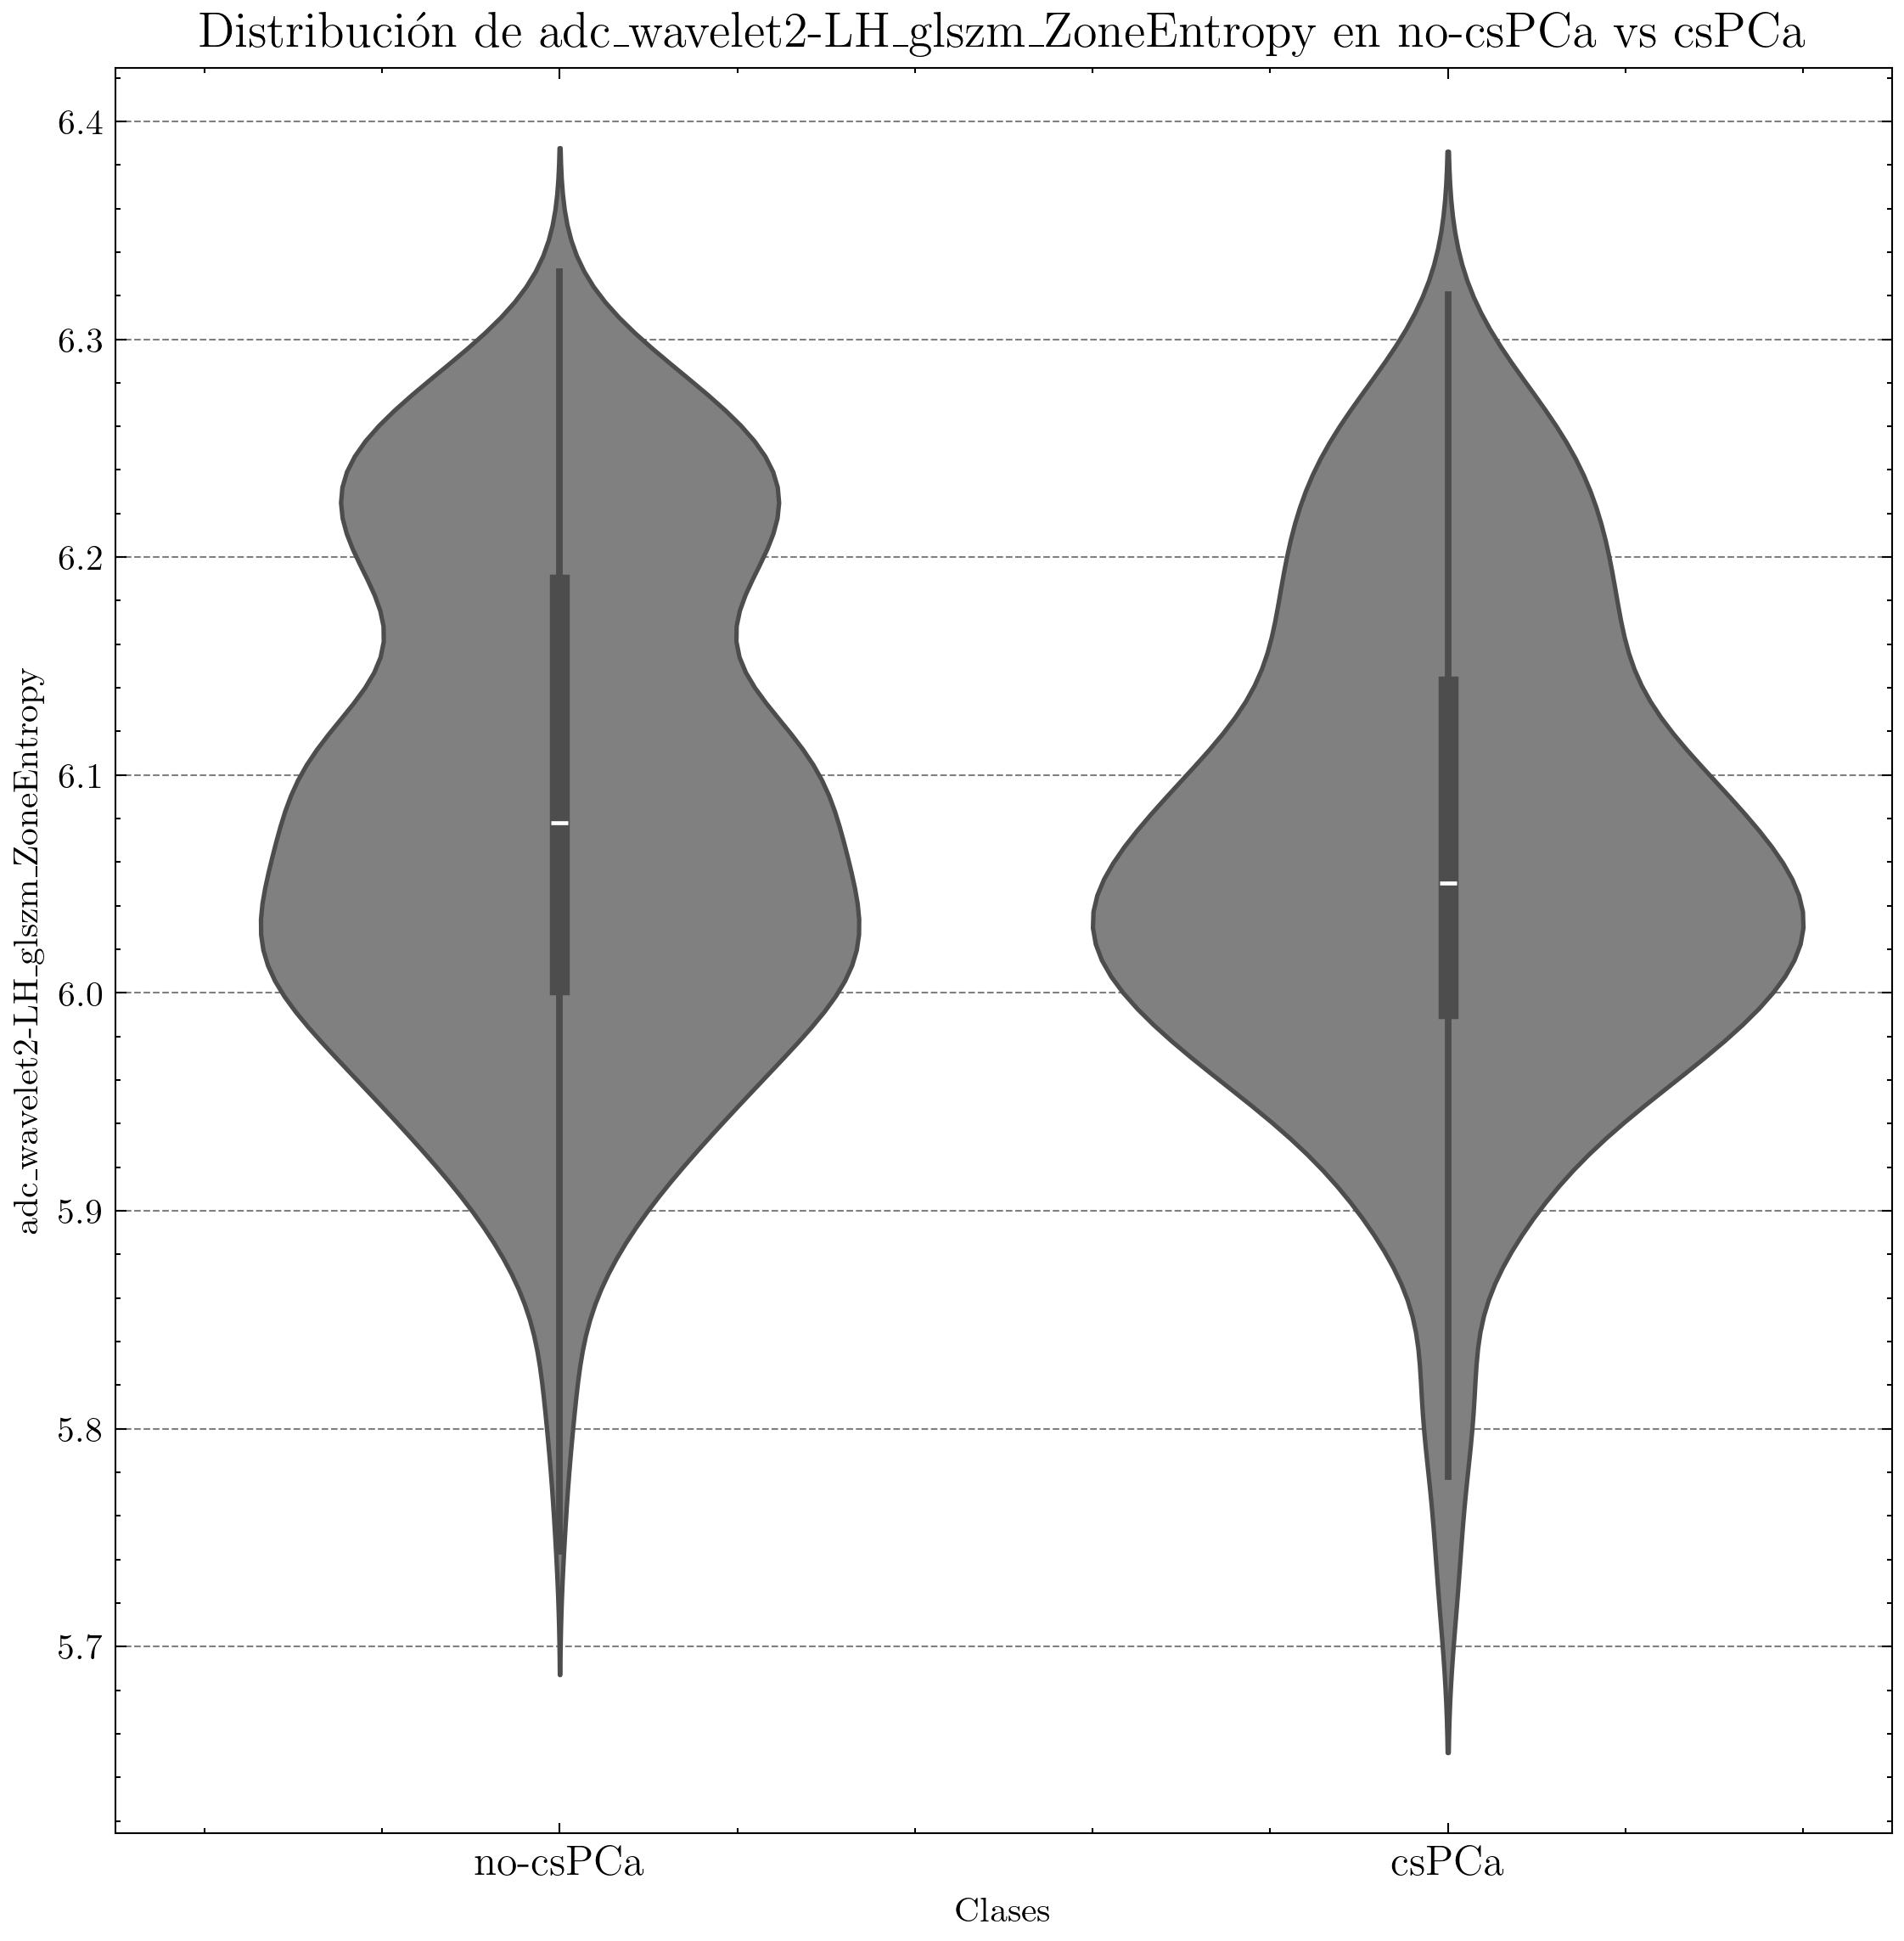 Distribución de adc_wavelet2-LH_glszm_ZoneEntropy en no-csPCa vs csPCa
adc_wavelet2-LH_glszm_ZoneEntropy
6.4
6.3
6.2
6.1
6.0
5.9
5.8
5.7
no-csPCa
csPCa
Clases